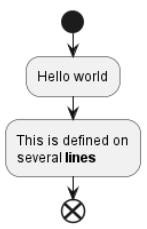 Hello world
This is defined on
several lines